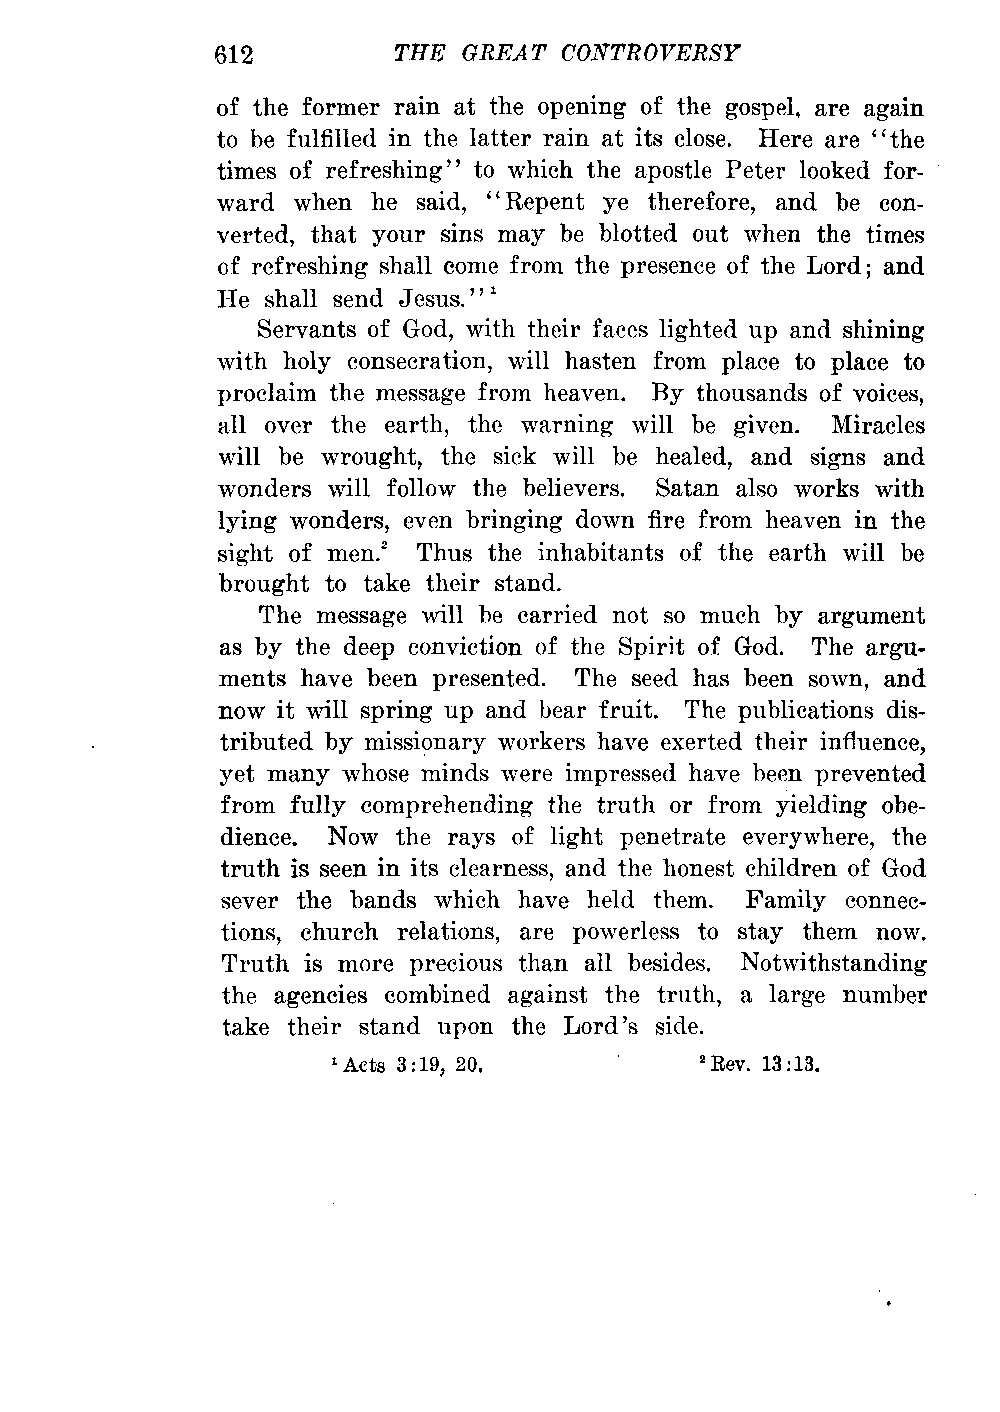 612 THE GREAT CONTROVERSY
of the former rain at the opening of the gospel, are again
to be fulfilled in the latter rain at its close. Here are “the
times of refreshing” to which the apostle Peter looked for-
ward when he said, “Repent ye therefore, and be con-
verted, that your sins may be blotted out when the times
of refreshing shall come from the presence of the Lord; and
He shall send Jesus.”¹
Servants of God, with their faces lighted up and shining
with holy consecration, will hasten from place to place to
proclaim the message from heaven. By thousands of voices,
all over the earth, the warning will be given. Miracles
will be wrought, the sick will be healed, and signs and
wonders will follow the believers. Satan also works with
lying wonders, even bringing down fire from heaven in the
sight of men.² Thus the inhabitants of the earth will be
brought to take their stand.
The message will be carried not so much by argument
as by the deep conviction of the Spirit of God. The argu-
ments have been presented. The seed has been sown, and
now it will spring up and bear fruit. The publications dis-
tributed by missionary workers have exerted their influence,
yet many whose minds were impressed have been prevented
from fully comprehending the truth or from yielding obe-
dience. Now the rays of light penetrate everywhere, the
truth is seen in its clearness, and the honest children of God
sever the bands which have held them. Family connec-
tions, church relations, are powerless to stay them now.
Truth is more precious than all besides. Notwithstanding
the agencies combined against the truth, a large number
take their stand upon the Lord’s side.
¹ Acts 3:19, 20. ² Rev. 13:13.